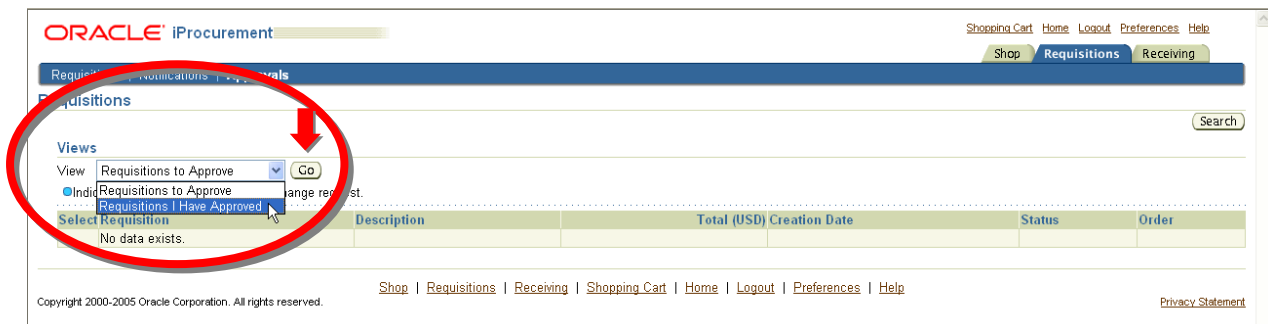 ORACLE iProcurement
Shopping Cart Home Logout Preferences Help
Shop Requisitions Receiving
Notifications | Approvals
Requisitions
Search
Views
View Requisitions to Approve Go
Requisitions to Approve
Requisitions I Have Approved
Select Requisition Description Total (USD) Creation Date Status Order
No data exists.
Shop | Requisitions | Receiving | Shopping Cart | Home | Logout | Preferences | Help
Copyright 2000-2005 Oracle Corporation. All rights reserved.
Privacy Statement